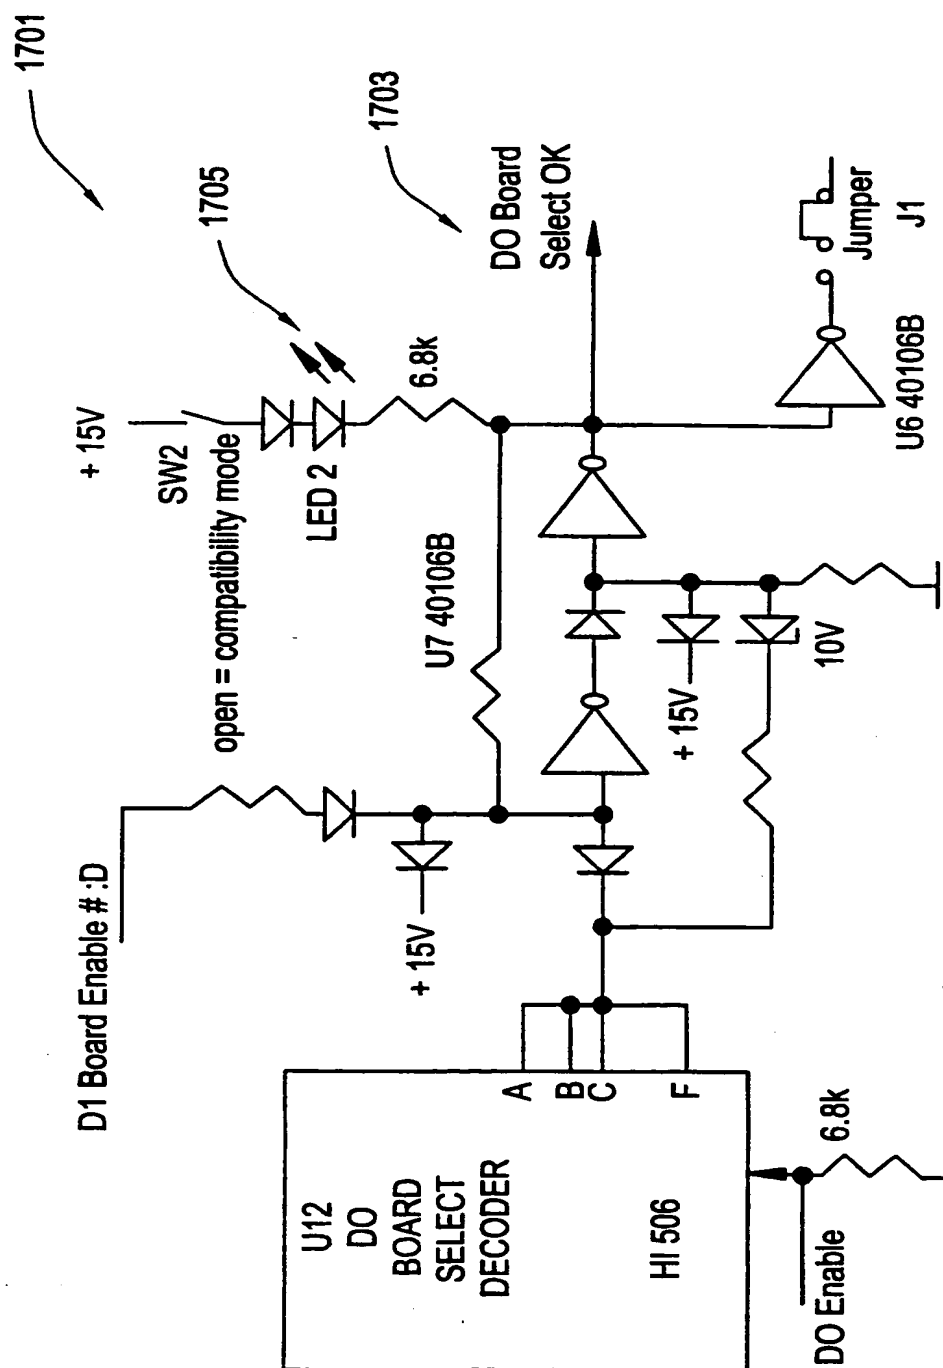 1701
+ 15V
SW2
open = compatibility mode
1705
LED 2
6.8k
1703
DO Board
Select OK
D1 Board Enable # :D
U7 40106B
+ 15V
+ 15V
10V
Jumper
J1
U6 40106B
U12
DO
BOARD
SELECT
DECODER
HI 506
A
B
C
F
DO Enable
6.8k